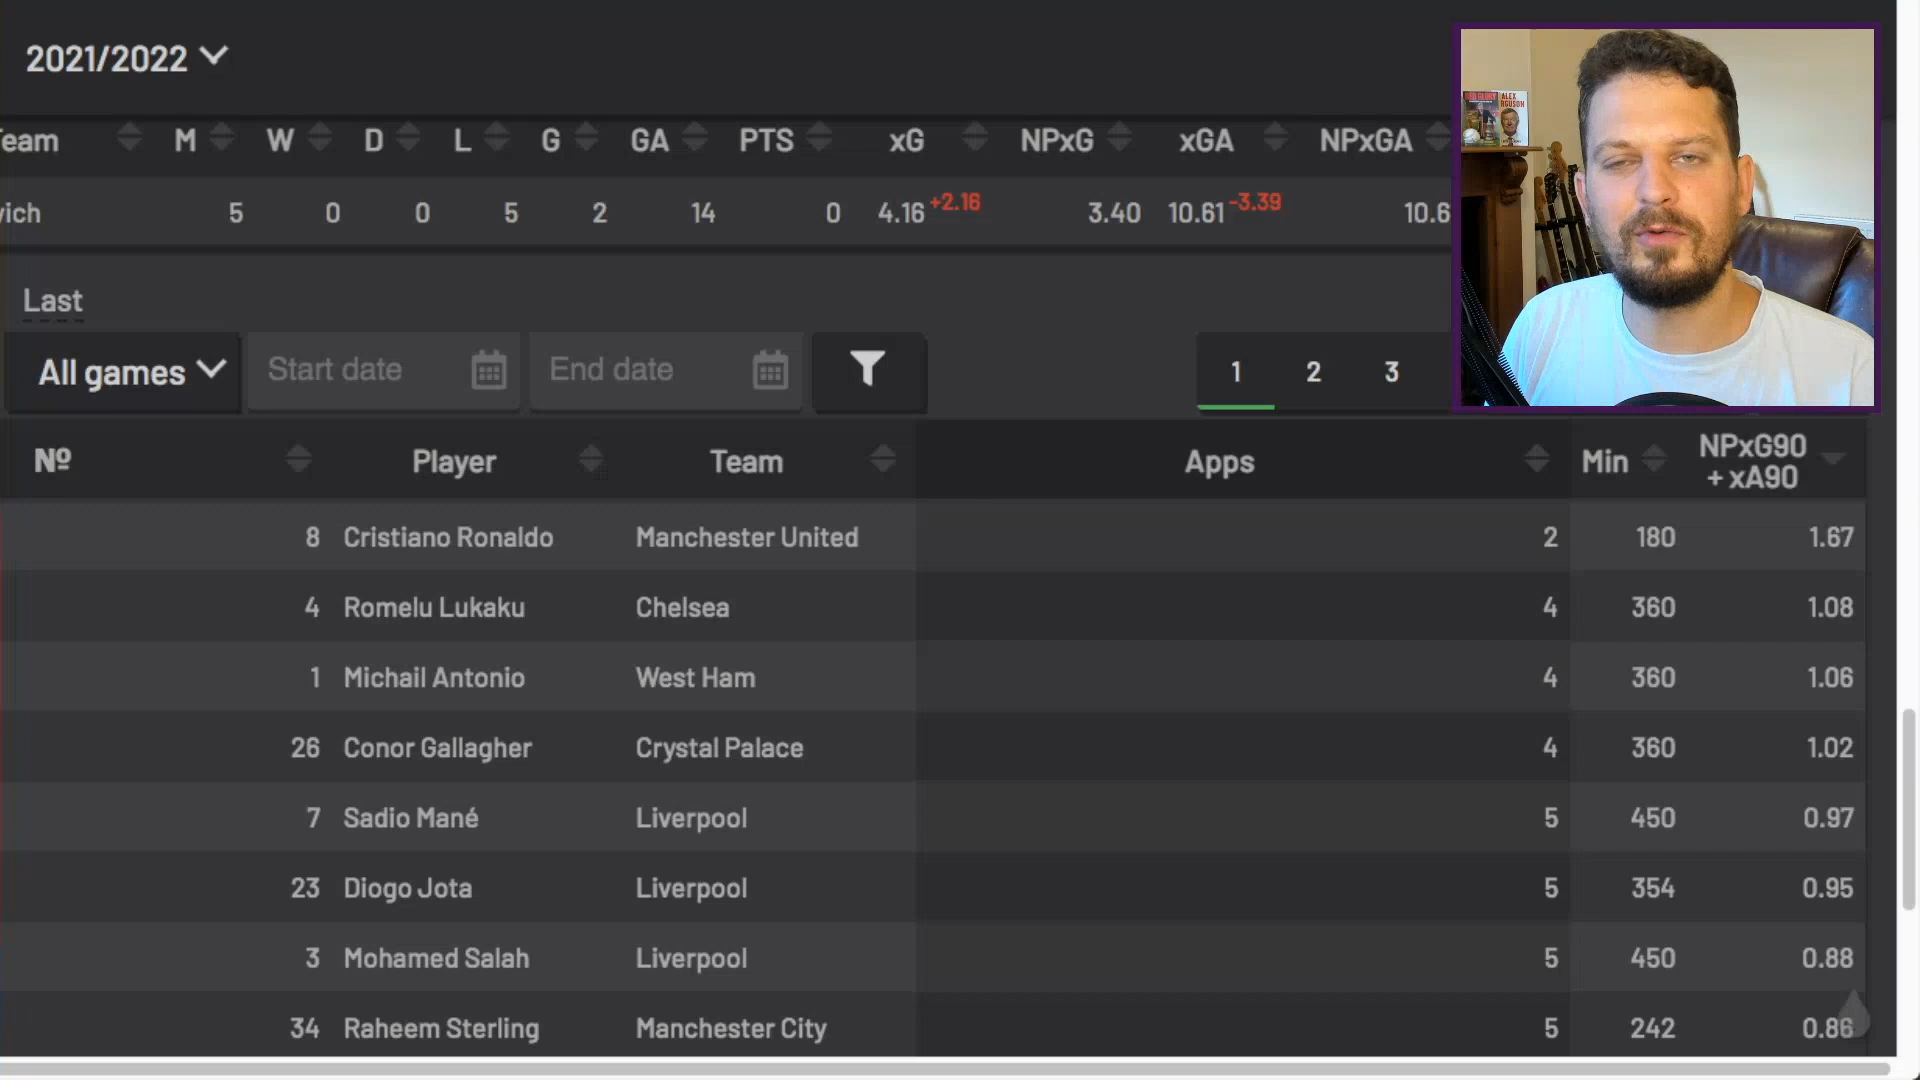 2021/2022
Team M W D L G GA PTS xG NPxG xGA NPxGA
wich 5 0 0 5 2 14 0 4.16 +2.16 3.40 10.61 -3.39 10.6
Last
All games Start date End date 1 2 3
ALEX
Nº Player Team Apps Min NPxG90
+ xA90
8 Cristiano Ronaldo Manchester United 2 180 1.67
4 Romelu Lukaku Chelsea 4 360 1.08
1 Michail Antonio West Ham 4 360 1.06
26 Conor Gallagher Crystal Palace 4 360 1.02
7 Sadio Mané Liverpool 5 450 0.97
23 Diogo Jota Liverpool 5 354 0.95
3 Mohamed Salah Liverpool 5 450 0.88
34 Raheem Sterling Manchester City 5 242 0.86